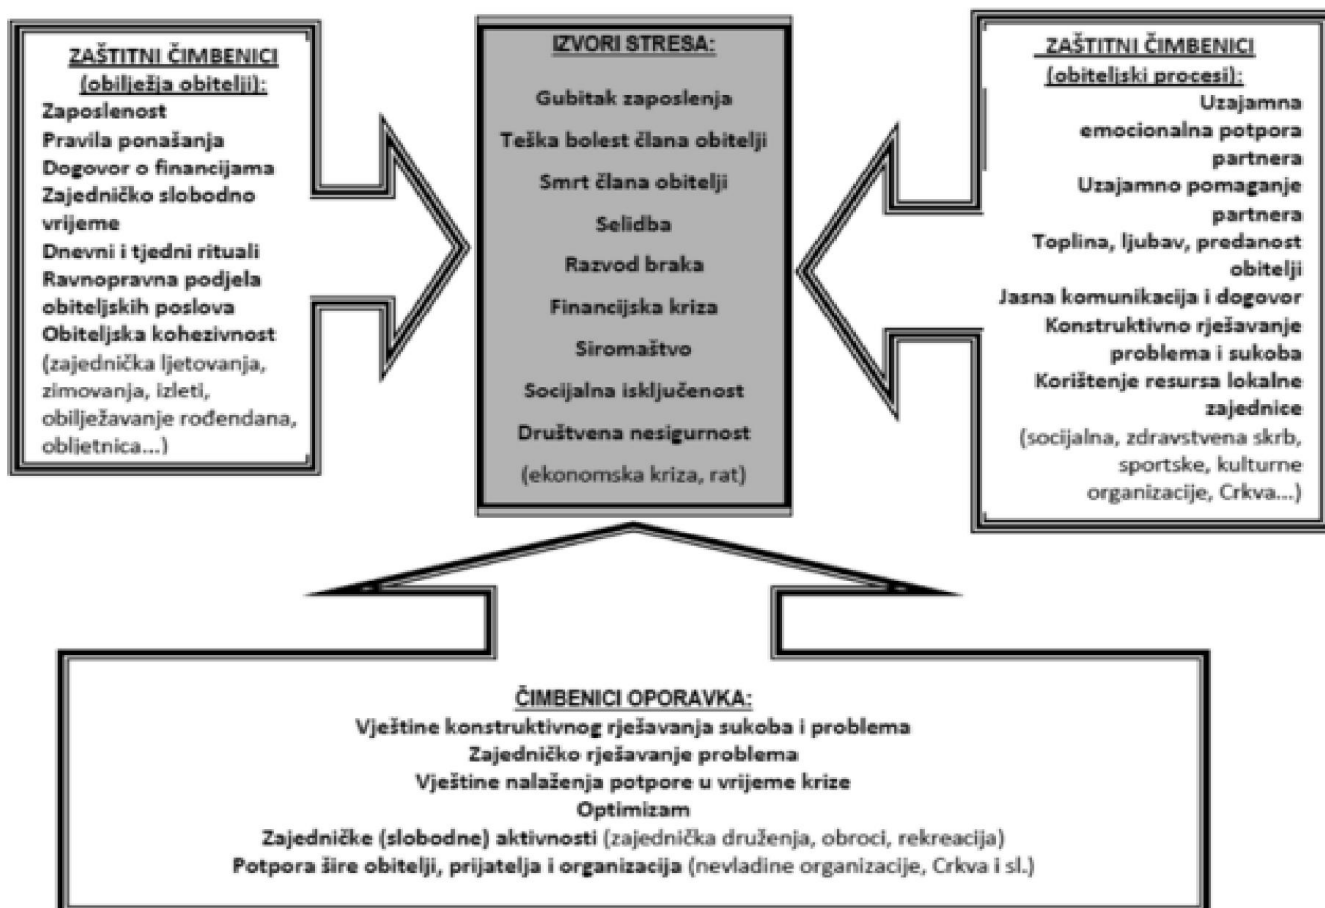 ZAŠTITNI ČIMBENICI
(obilježja obitelji):
Zaposlenost
Pravila ponašanja
Dogovor o financijama
Zajedničko slobodno
vrijeme
Dnevni i tjedni rituali
Ravnopravna podjela
obiteljskih poslova
Obiteljska kohezivnost
(zajednička ljetovanja,
zimovanja, izleti,
obilježavanje rođendana,
obljetnica...)
IZVORI STRESA:
Gubitak zaposlenja
Teška bolest člana obitelji
Smrt člana obitelji
Selidba
Razvod braka
Financijska kriza
Siromaštvo
Socijalna isključenost
Društvena nesigurnost
(ekonomska kriza, rat)
ZAŠTITNI ČIMBENICI
(obiteljski procesi):
Uzajamna
emocionalna potpora
partnera
Uzajamno pomaganje
partnera
Toplina, ljubav, predanost
obitelji
Jasna komunikacija i dogovor
Konstruktivno rješavanje
problema i sukoba
Korištenje resursa lokalne
zajednice
(socijalna, zdravstvena skrb,
sportske, kulturne
organizacije, Crkva...)
ČIMBENICI OPORAVKA:
Vještine konstruktivnog rješavanja sukoba i problema
Zajedničko rješavanje problema
Vještine nalaženja potpore u vrijeme krize
Optimizam
Zajedničke (slobodne) aktivnosti (zajednička druženja, obroci, rekreacija)
Potpora šire obitelji, prijatelja i organizacija (nevladine organizacije, Crkva i sl.)